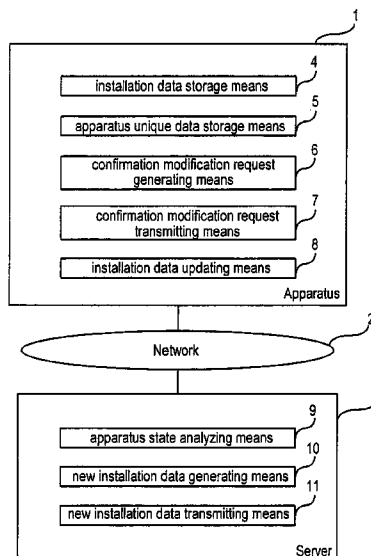 1
4
installation data storage means
5
apparatus unique data storage means
6
confirmation modification request
generating means
7
confirmation modification request
transmitting means
8
installation data updating means
Apparatus
2
Network
9
apparatus state analyzing means
10
new installation data generating means
11
new installation data transmitting means
Server